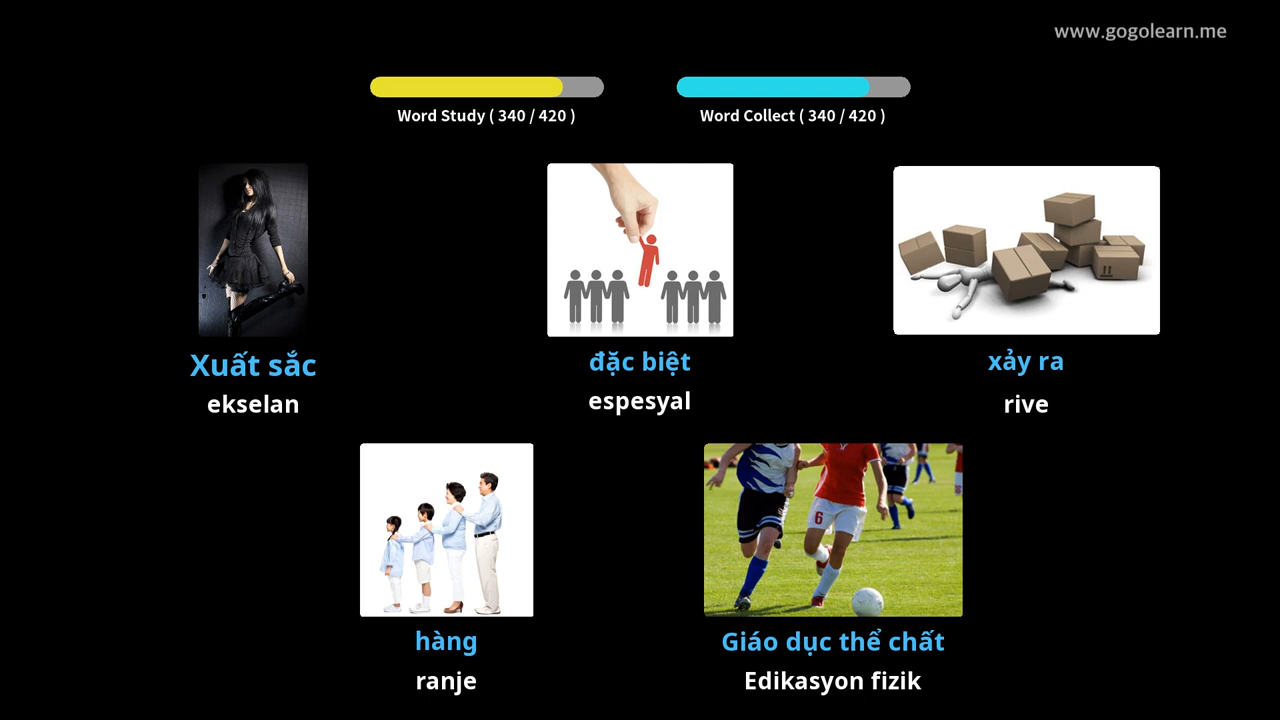 www.gogolearn.me
Word Study ( 340 / 420 )
Word Collect ( 340 / 420 )
Xuất sắc
ekselan
đặc biệt
espesyal
xảy ra
rive
6
hàng
ranje
Giáo dục thể chất
Edikasyon fizik